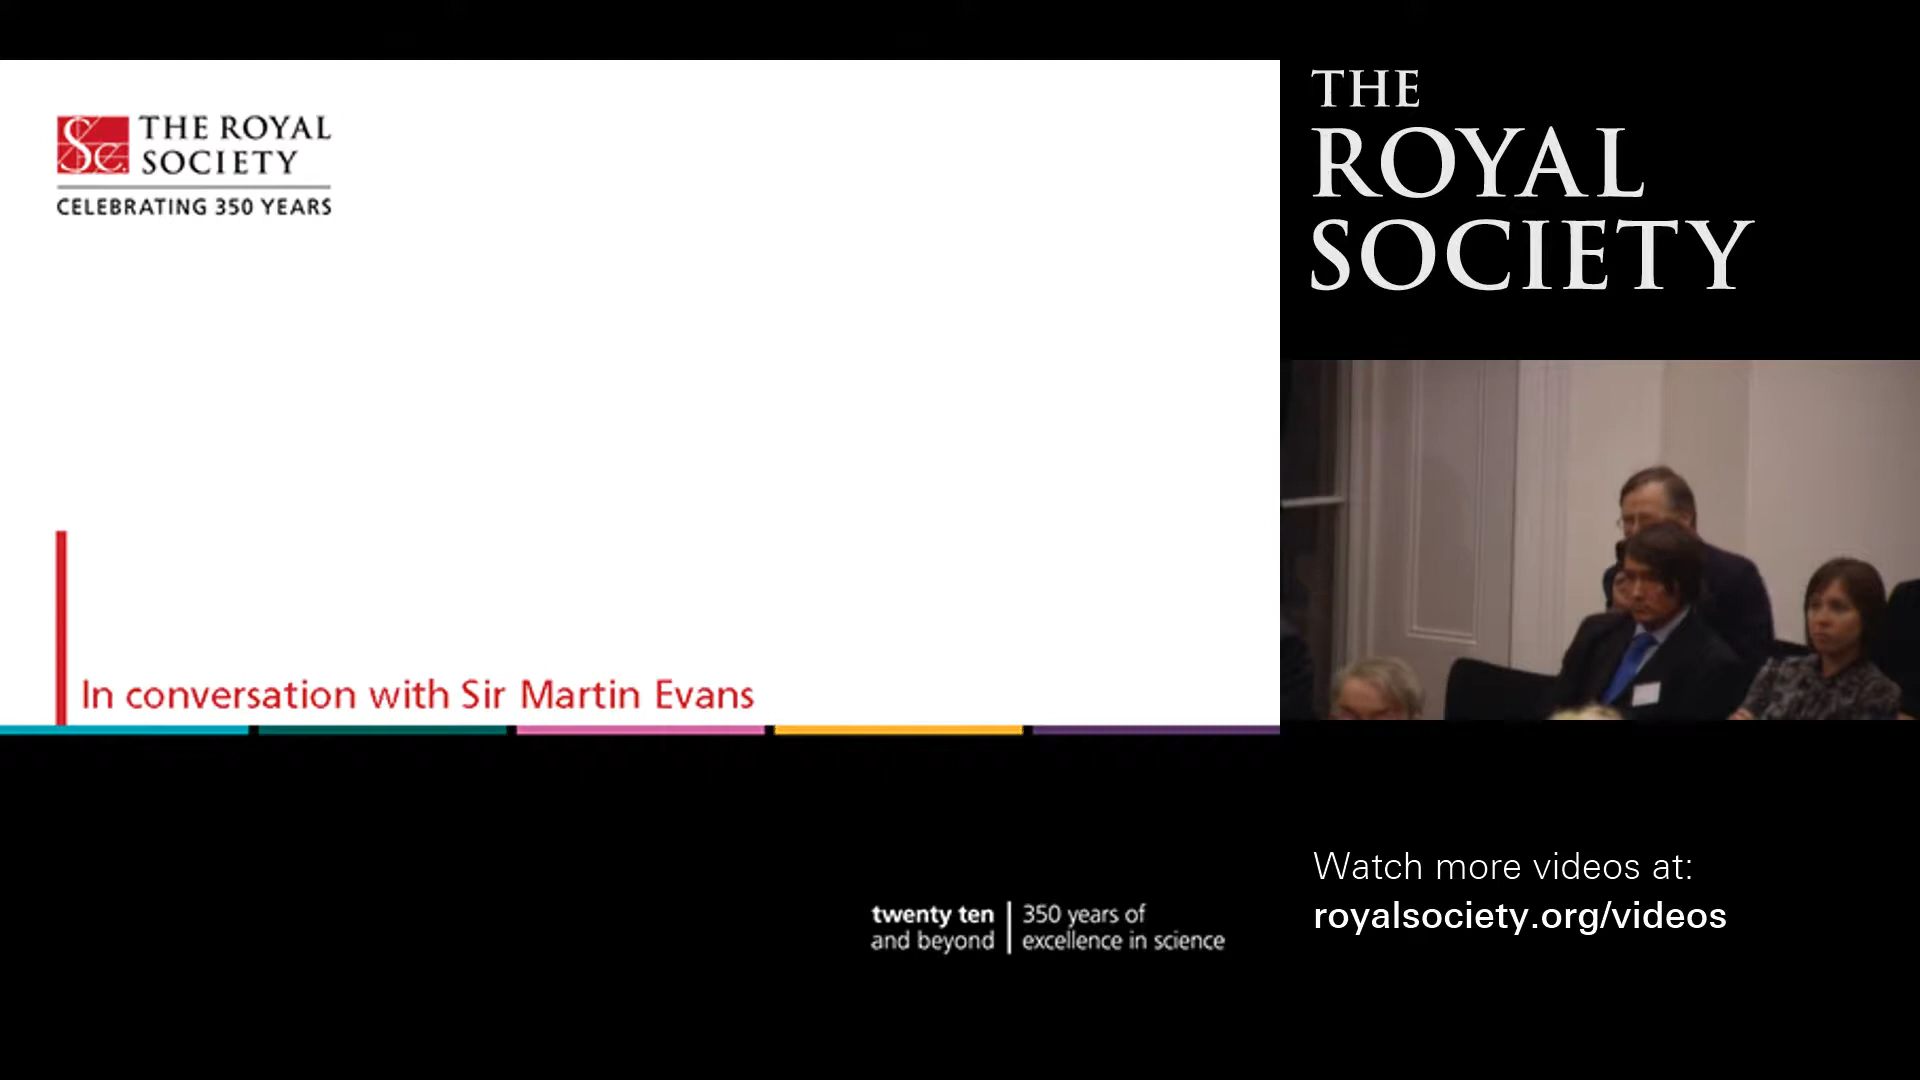 THE ROYAL
SOCIETY
CELEBRATING 350 YEARS
In conversation with Sir Martin Evans
twenty ten
and beyond
350 years of
excellence in science
THE
ROYAL
SOCIETY
Watch more videos at:
royalsociety.org/videos